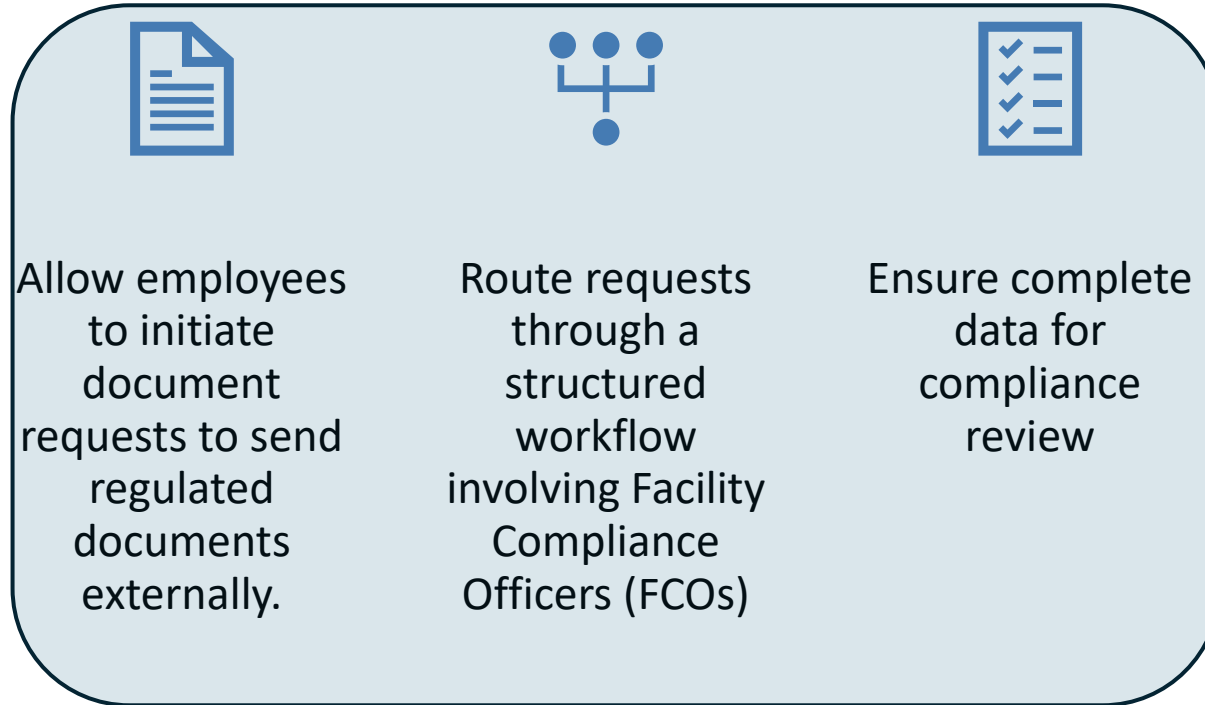 Allow employees
to initiate
document
requests to send
regulated
documents
externally.
Route requests
through a
structured
workflow
involving Facility
Compliance
Officers (FCOs)
Ensure complete
data for
compliance
review